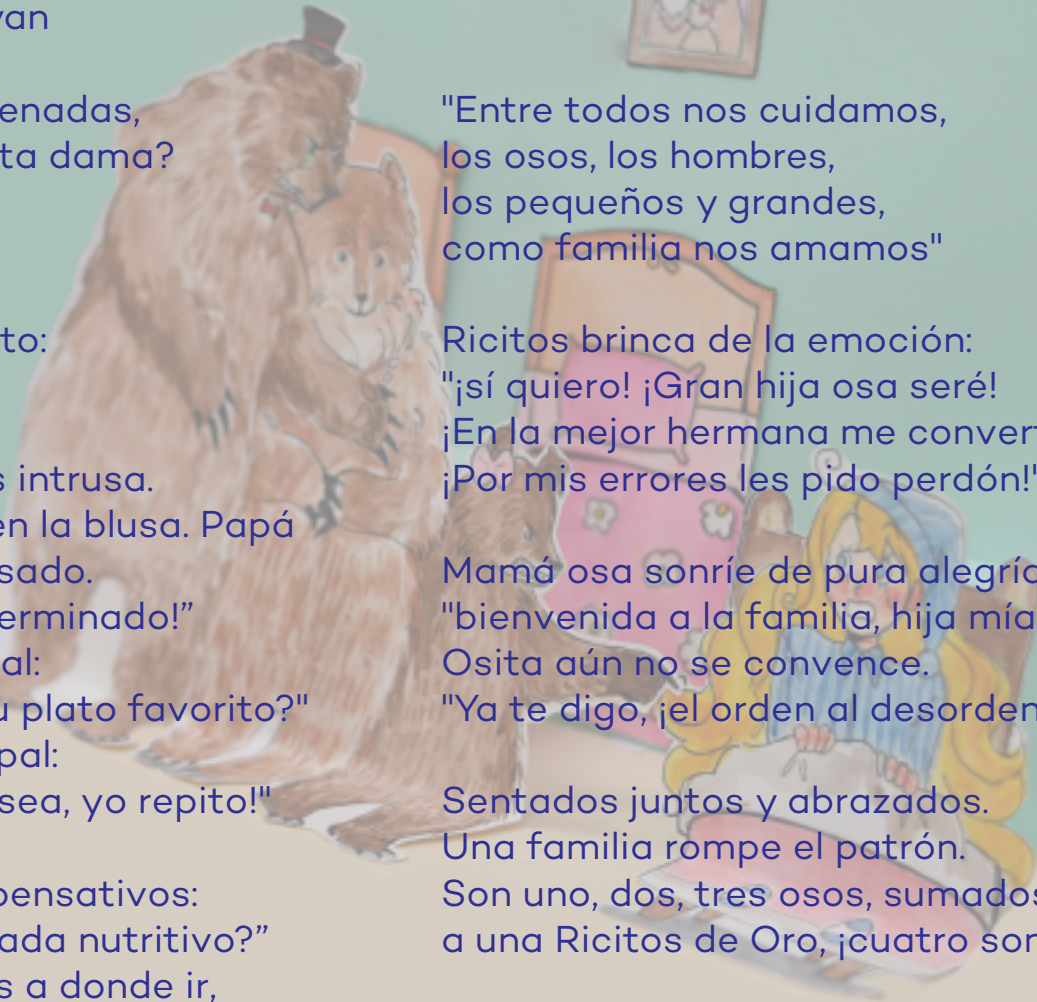 van
enadas,
ta dama?
to:
s intrusa.
en la blusa. Papá
sado.
erminado!”
al:
u plato favorito?"
pal:
sea, yo repito!"
pensativos:
ada nutritivo?”
s a donde ir,
"Entre todos nos cuidamos,
los osos, los hombres,
los pequeños y grandes,
como familia nos amamos"
Ricitos brinca de la emoción:
"¡sí quiero! ¡Gran hija osa seré!
¡En la mejor hermana me convert
¡Por mis errores les pido perdón!"
Mamá osa sonríe de pura alegría
"bienvenida a la familia, hija mía
Osita aún no se convence.
"Ya te digo, ¡el orden al desorden
Sentados juntos y abrazados.
Una familia rompe el patrón.
Son uno, dos, tres osos, sumados
a una Ricitos de Oro, ¡cuatro son